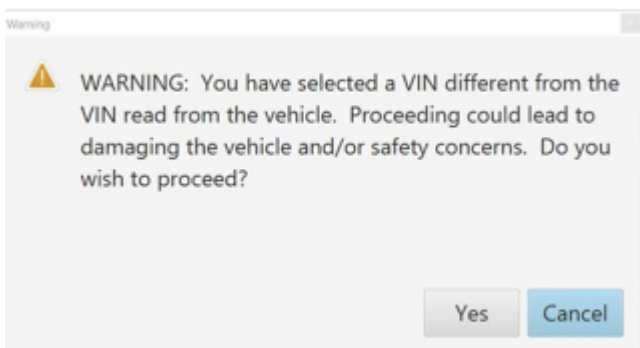 Warning
WARNING: You have selected a VIN different from the
VIN read from the vehicle. Proceeding could lead to
damaging the vehicle and/or safety concerns. Do you
wish to proceed?
Yes Cancel